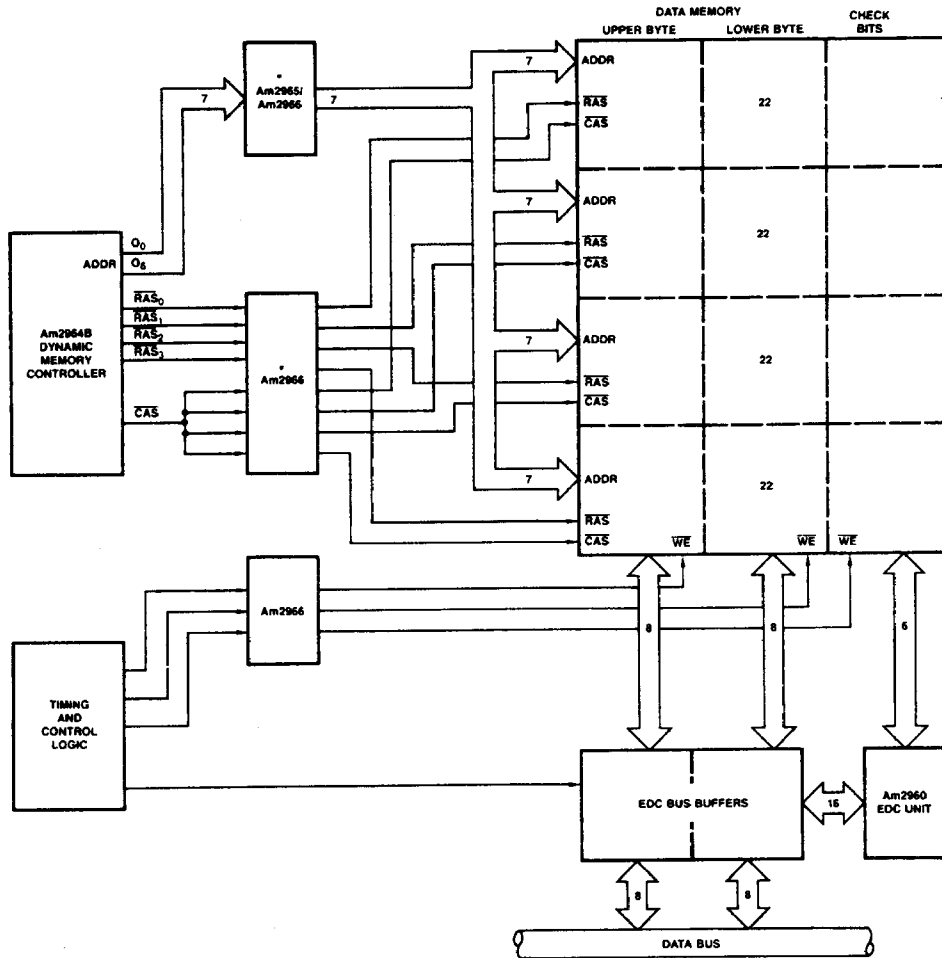 DATA MEMORY
UPPER BYTE
LOWER BYTE
CHECK
BITS
*
Am2965/
Am2966
7
7
O0
O6
ADDR
Am2964B
DYNAMIC
MEMORY
CONTROLLER
RAS0
RAS1
RAS2
RAS3
CAS
*
Am2966
7
ADDR
RAS
CAS
22
7
ADDR
RAS
CAS
22
7
ADDR
RAS
CAS
22
7
ADDR
RAS
CAS
22
WE
WE
WE
Am2966
TIMING
AND
CONTROL
LOGIC
8
8
6
EDC BUS BUFFERS
16
Am2960
EDC UNIT
8
8
DATA BUS